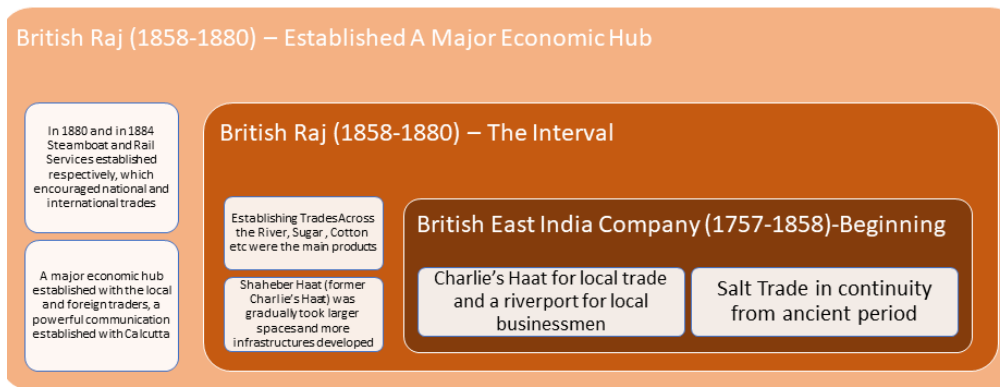 British Raj (1858-1880) – Established A Major Economic Hub
In 1880 and in 1884
Steamboat and Rail
Services established
respectively, which
encouraged national and
international trades
A major economic hub
established with the local
and foreign traders, a
powerful communication
established with Calcutta
British Raj (1858-1880) – The Interval
Establishing Trades Across
the River, Sugar, Cotton
etc were the main products
Shaheber Haat (former
Charlie's Haat) was
gradually took larger
spaces and more
infrastructures developed
British East India Company (1757-1858)-Beginning
Charlie's Haat for local trade
and a riverport for local
businessmen
Salt Trade in continuity
from ancient period